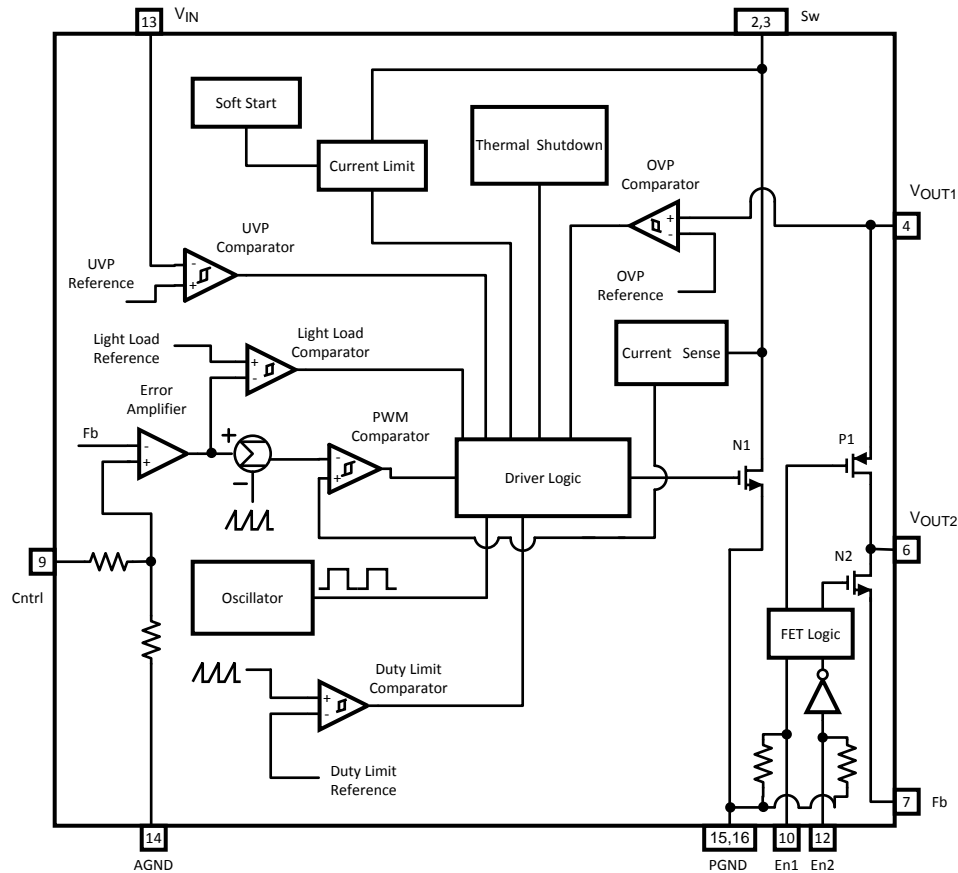 13
VIN
2,3
Sw
Soft Start
Current Limit
Thermal Shutdown
OVP
Comparator
+
-
VOUT1
4
UVP
Comparator
UVP
Reference
-
+
OVP
Reference
Light Load
Reference
Light Load
Comparator
+
-
Current Sense
Error
Amplifier
Fb
-
+
+
Σ
−
PWM
Comparator
-
+
Driver Logic
N1
P1
VOUT2
6
9
Cntrl
N2
Oscillator
FET Logic
Duty Limit
Comparator
+
-
Duty Limit
Reference
7
Fb
14
AGND
15,16
PGND
10
En1
12
En2